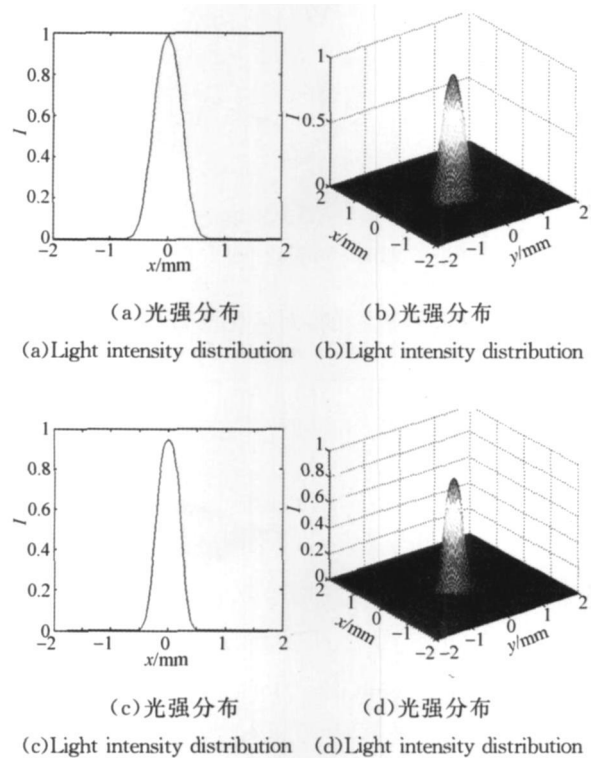 1
0.8
0.6
0.4
0.2
0
I
−2 −1 0 1 2
x/mm
1
0.5
0
I
2 1 0 −1 −2
x/mm
−2 −1 0 1 2
y/mm
(a)光强分布 (b)光强分布
(a)Light intensity distribution (b)Light intensity distribution
1
0.8
0.6
0.4
0.2
0
I
−2 −1 0 1 2
x/mm
1
0.8
0.6
0.4
0.2
0
I
2 1 0 −1 −2
x/mm
−2 −1 0 1 2
y/mm
(c)光强分布 (d)光强分布
(c)Light intensity distribution (d)Light intensity distribution